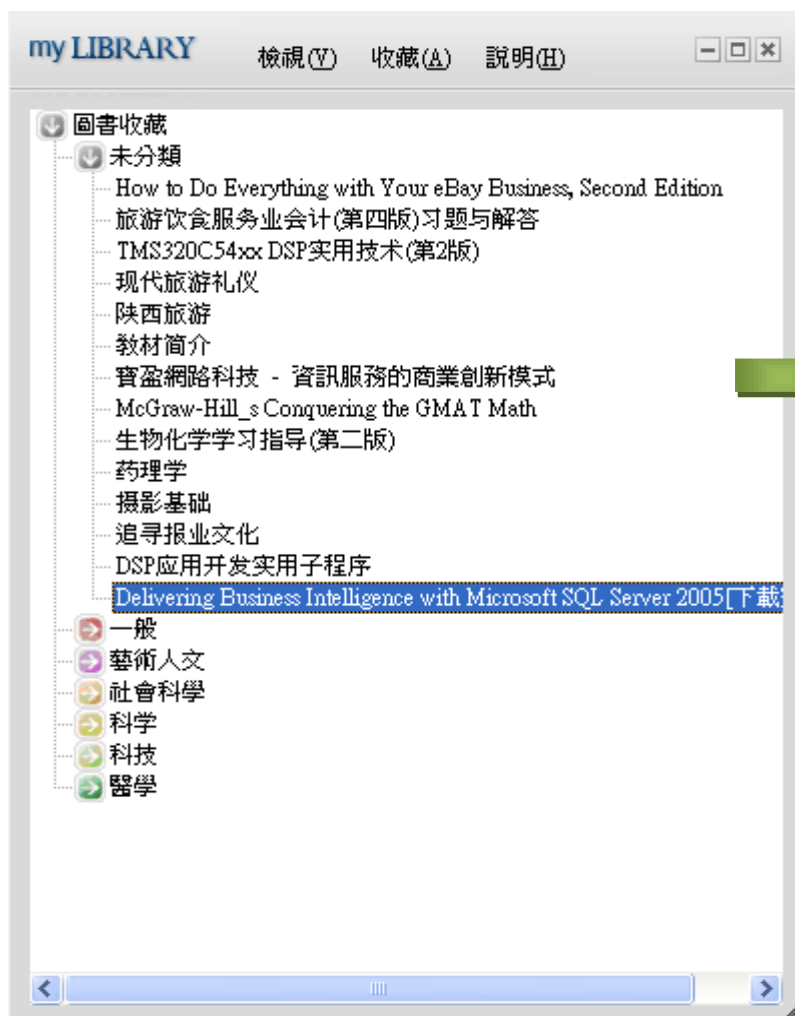 my LIBRARY 檢視(V) 收藏(A) 說明(H)
圖書收藏
未分類
How to Do Everything with Your eBay Business, Second Edition
旅游饮食服务业会计(第四版)习题与解答
TMS320C54xx DSP实用技术(第2版)
现代旅游礼仪
陕西旅游
教材简介
寶盈網路科技 - 資訊服務的商業創新模式
McGraw-Hill_s Conquering the GMAT Math
生物化学学习指导(第二版)
药理学
摄影基础
追寻报业文化
DSP应用开发实用子程序
Delivering Business Intelligence with Microsoft SQL Server 2005[下載
一般
藝術人文
社會科學
科学
科技
醫學